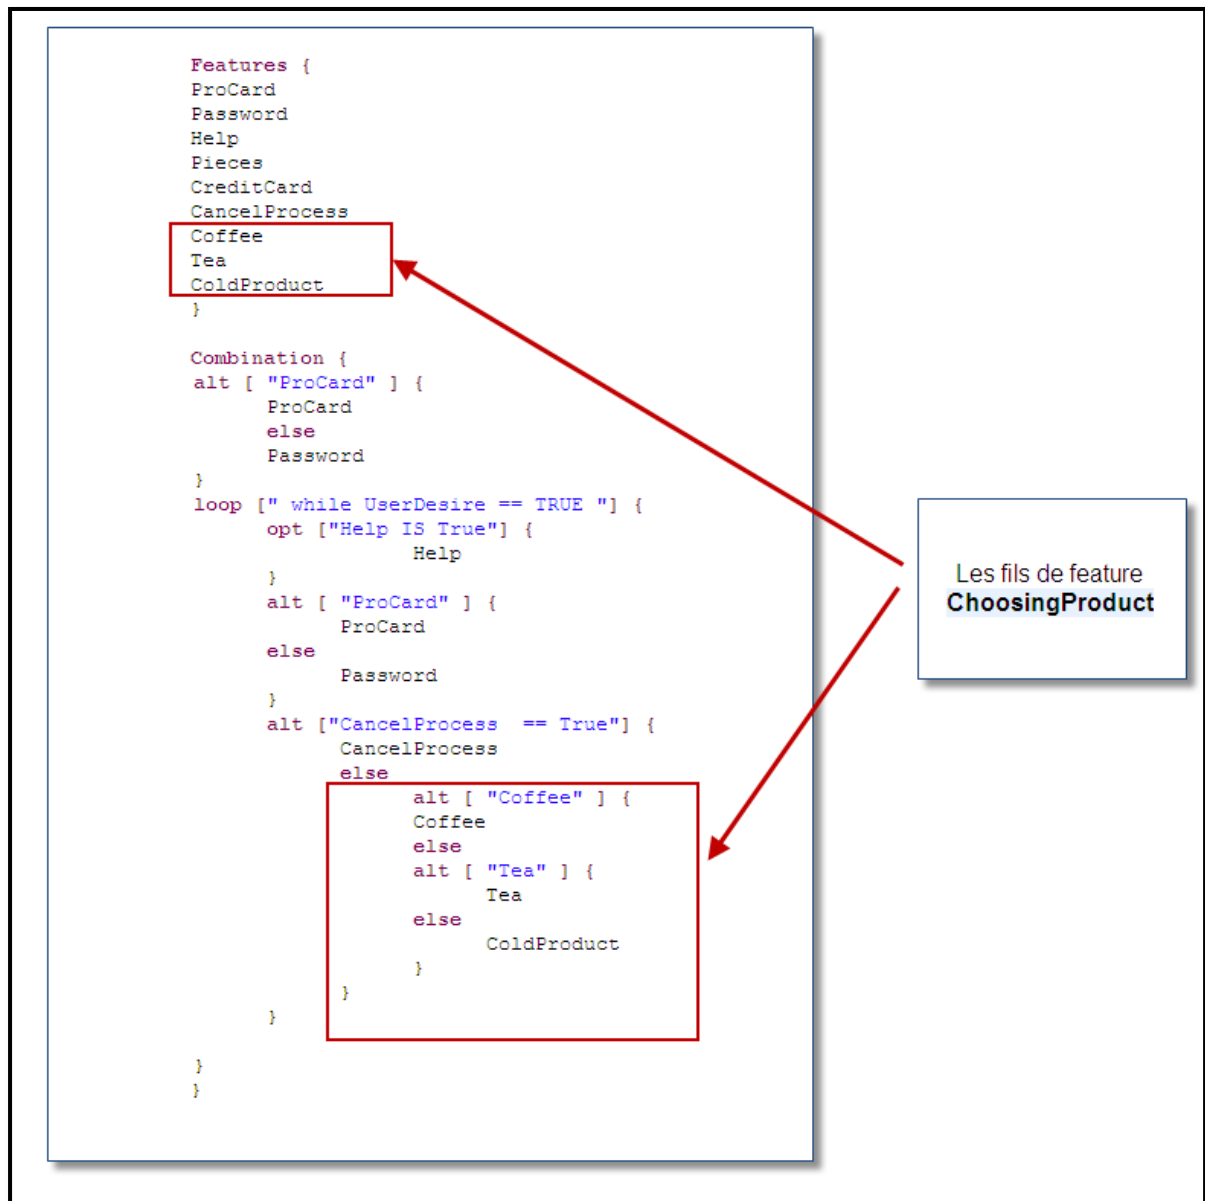 Features {
ProCard
Password
Help
Pieces
CreditCard
CancelProcess
Coffee
Tea
ColdProduct
}
Combination {
alt [ "ProCard" ] {
ProCard
else
Password
}
loop [" while UserDesire == TRUE "] {
opt ["Help IS True"] {
Help
}
alt [ "ProCard" ] {
ProCard
else
Password
}
alt ["CancelProcess  == True"] {
CancelProcess
else
alt [ "Coffee" ] {
Coffee
else
alt [ "Tea" ] {
Tea
else
ColdProduct
}
}
}
}
}
Les fils de feature
ChoosingProduct